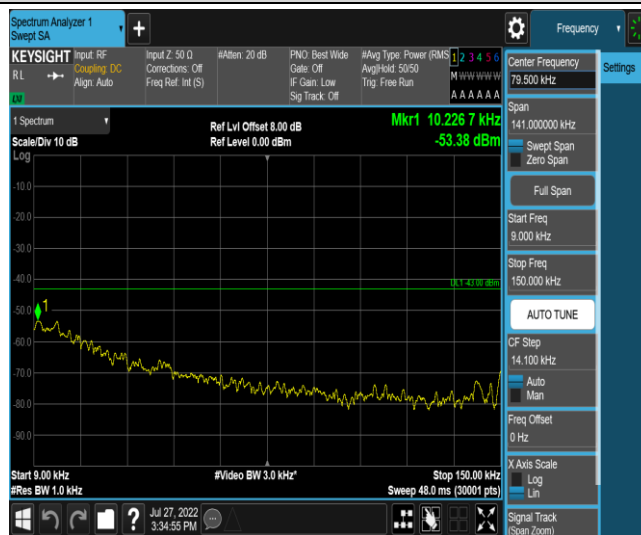 Spectrum Analyzer 1
Swept SA
+
Frequency
KEYSIGHT
RL
LNI
Input: RF
Coupling: DC
Align: Auto
Input Z: 50 Ω
Corrections: Off
Freq Ref: Int (S)
#Atten: 20 dB
PNO: Best Wide
Gate: Off
IF Gain: Low
Sig Track: Off
#Avg Type: Power (RMS
Avg|Hold: 50/50
Trig: Free Run
1 2 3 4 5 6
M W W W W W
A A A A A A
1 Spectrum
Scale/Div 10 dB
Log
Ref Lvl Offset 8.00 dB
Ref Level 0.00 dBm
Mkr1 10.226 7 kHz
-53.38 dBm
-10.0
-20.0
-30.0
-40.0
-50.0
-60.0
-70.0
-80.0
-90.0
DL1 -43.00 dBm
1
Start 9.00 kHz
#Res BW 1.0 kHz
#Video BW 3.0 kHz*
Stop 150.00 kHz
Sweep 48.0 ms (30001 pts)
Jul 27, 2022
3:34:55 PM
?
Center Frequency
79.500 kHz
Settings
Span
141.000000 kHz
Swept Span
Zero Span
Full Span
Start Freq
9.000 kHz
Stop Freq
150.000 kHz
AUTO TUNE
CF Step
14.100 kHz
Auto
Man
Freq Offset
0 Hz
X Axis Scale
Log
Lin
Signal Track
(Span Zoom)